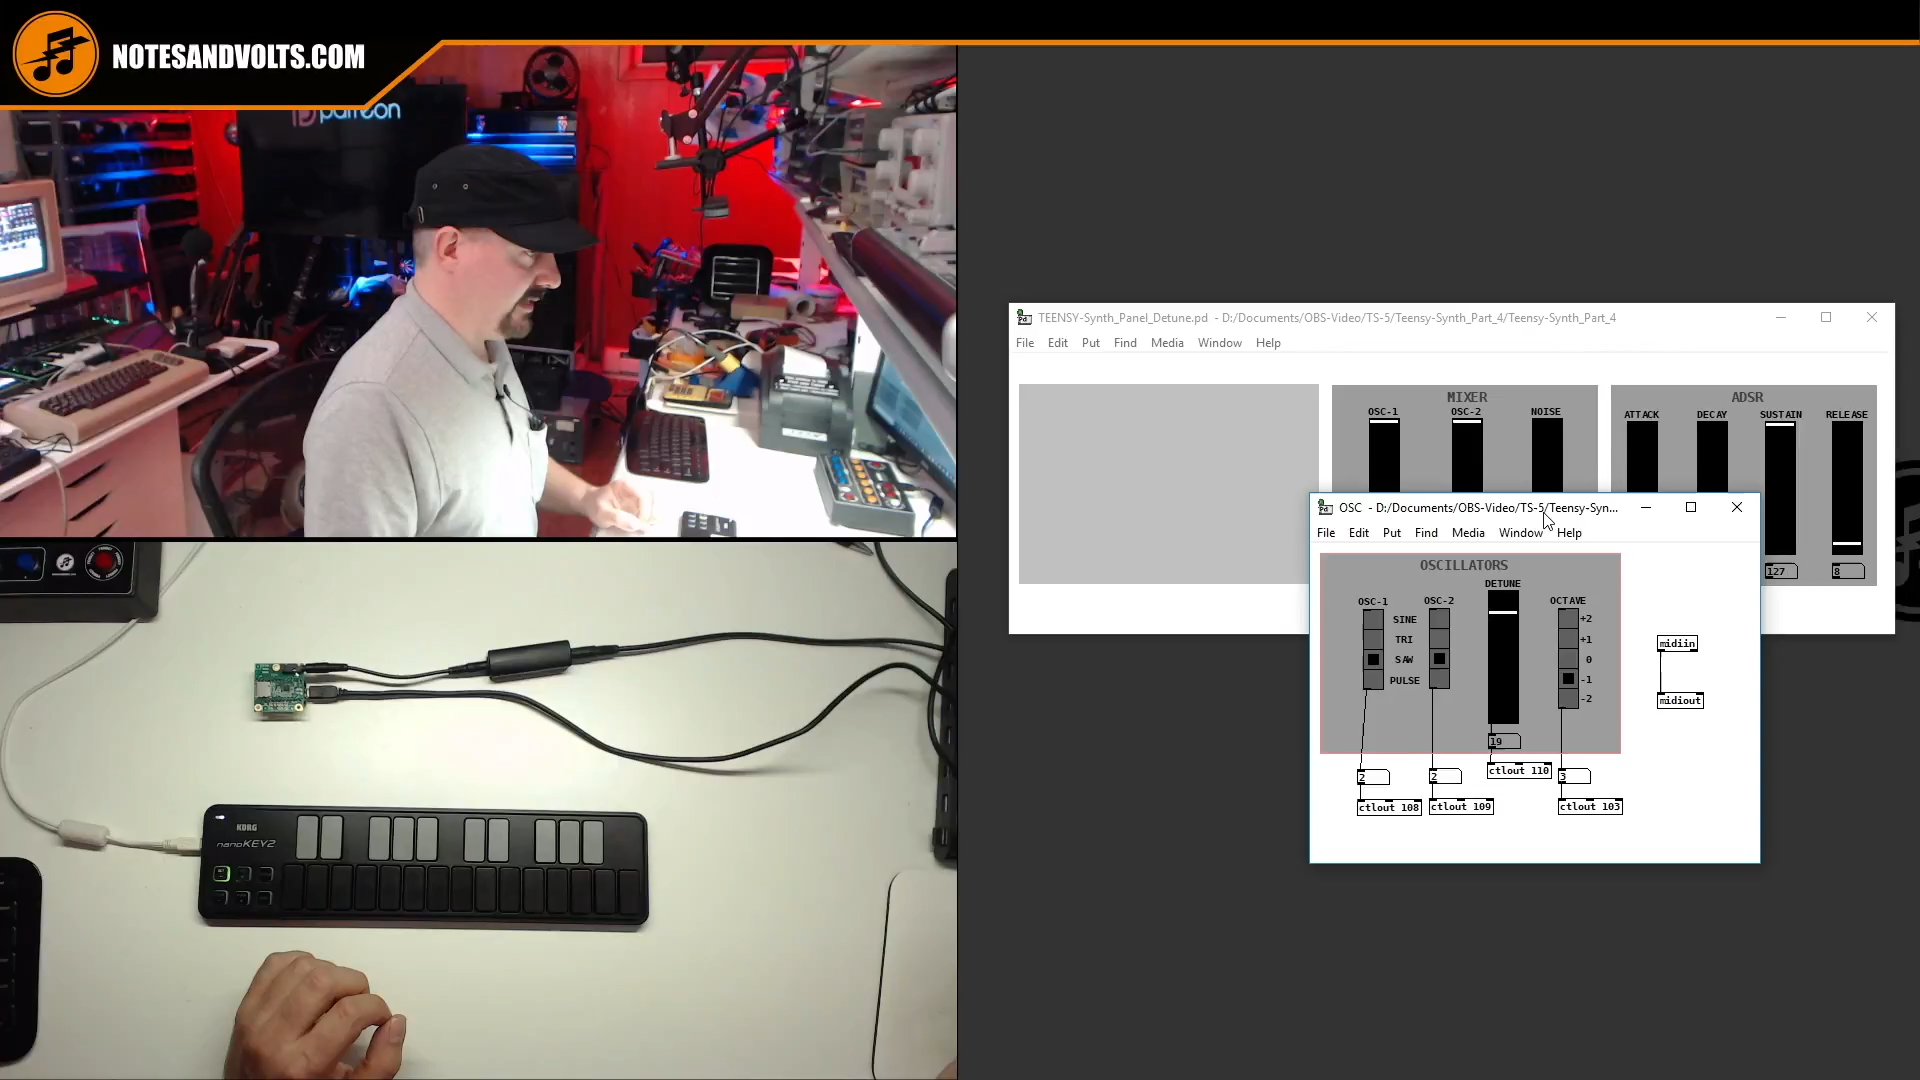 NOTESANDVOLTS.COM
patreon
KORG
nanoKEY2
TEENSY-Synth_Panel_Detune.pd - D:/Documents/OBS-Video/TS-5/Teensy-Synth_Part_4/Teensy-Synth_Part_4
File Edit Put Find Media Window Help
MIXER
OSC-1 OSC-2 NOISE
ADSR
ATTACK DECAY SUSTAIN RELEASE
127 8
OSC - D:/Documents/OBS-Video/TS-5/Teensy-Syn...
File Edit Put Find Media Window Help
OSCILLATORS
DETUNE
OSC-1 OSC-2 OCTAVE
SINE +2
TRI +1
SAW 0
PULSE -1
-2
19
ctlout 110
2 2 3
ctlout 108 ctlout 109 ctlout 103
midiin
midiout
Pd
Pd